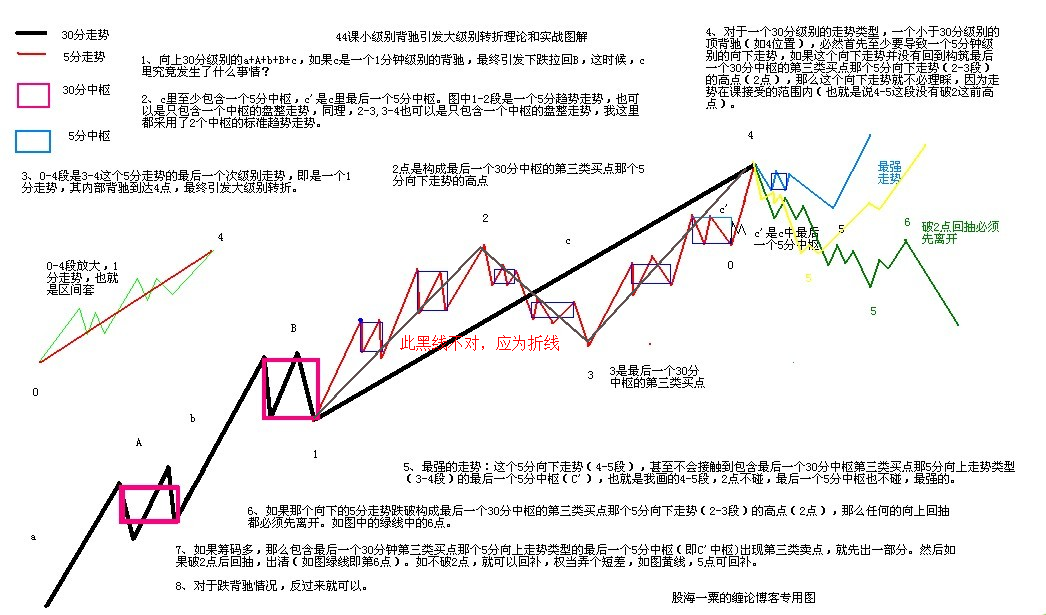 44课小级别背驰引发大级别转折理论和实战图解
30分走势
5分走势
30分中枢
5分中枢
1、向上30分级别的a+A+b+B+c，如果c是一个1分钟级别的背驰，最终引发下跌拉回B，这时候，c
里究竟发生了什么事情？
2、c里至少包含一个5分中枢，c'是c里最后一个5分中枢。图中1-2段是一个5分趋势走势，也可
以是只包含一个中枢的盘整走势，同理，2-3,3-4也可以是只包含一个中枢的盘整走势，我这里
都采用了2个中枢的标准趋势走势。
3、0-4段是3-4这个5分走势的最后一个次级别走势，即是一个1
分走势，其内部背驰到达4点，最终引发大级别转折。
4、对于一个30分级别的走势类型，一个小于30分级别的
顶背驰（如4位置），必然首先至少要导致一个5分钟级
别的向下走势，如果这个向下走势并没有回到构筑最后
一个30分中枢的第三类买点那个5分向下走势（2-3段）
的高点（2点），那么这个向下走势就不必理睬，因为走
势在课接受的范围内（也就是说4-5这段没有破2这前高
点）。
2点是构成最后一个30分中枢的第三类买点那个5
分向下走势的高点
4
最强
走势
2
c
c'
c'是c中最后
一个5分中枢
0
5
5
5
6
破2点回抽必须
先离开
4
0-4段放大，1
分走势，也就
是区间套
0
B
此黑线不对，应为折线
3
3是最后一个30分
中枢的第三类买点
b
A
1
a
5、最强的走势：这个5分向下走势（4-5段），甚至不会接触到包含最后一个30分中枢第三类买点那5分向上走势类型
（3-4段）的最后一个5分中枢（C'），也就是我画的4-5段，2点不碰，最后一个5分中枢也不碰，最强的。
6、如果那个向下的5分走势跌破构成最后一个30分中枢的第三类买点那个5分向下走势（2-3段）的高点（2点），那么任何的向上回抽
都必须先离开。如图中的绿线中的6点。
7、如果筹码多，那么包含最后一个30分钟第三类买点那个5分向上走势类型的最后一个5分中枢（即C'中枢)出现第三类卖点，就先出一部分。然后如
果破2点后回抽，出清（如图绿线即第6点）。如不破2点，就可以回补，权当弄个短差，如图黄线，5点可回补。
8、对于跌背驰情况，反过来就可以。
股海一粟的缠论博客专用图